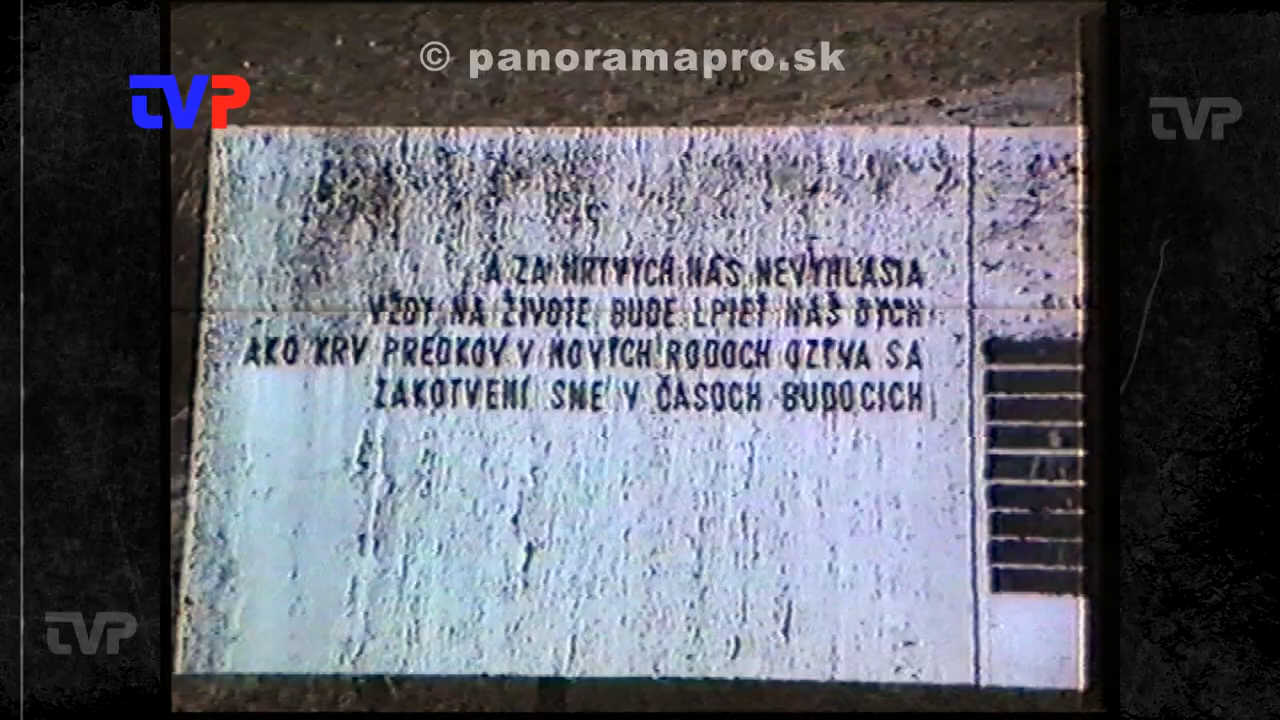 © panoramapro.sk
TVP
TVP
A ZA MRTVYCH NÁS NEVYHLASIA
VŽDY NA ŽIVOTE BUDE LPIEŤ NÁŠ DYCH
AKO KRV PREDKOV V NOVÝCH RODOCH OZÝVA SA
ZAKOTVENÍ SME V ČASOCH BUDÚCICH
TVP